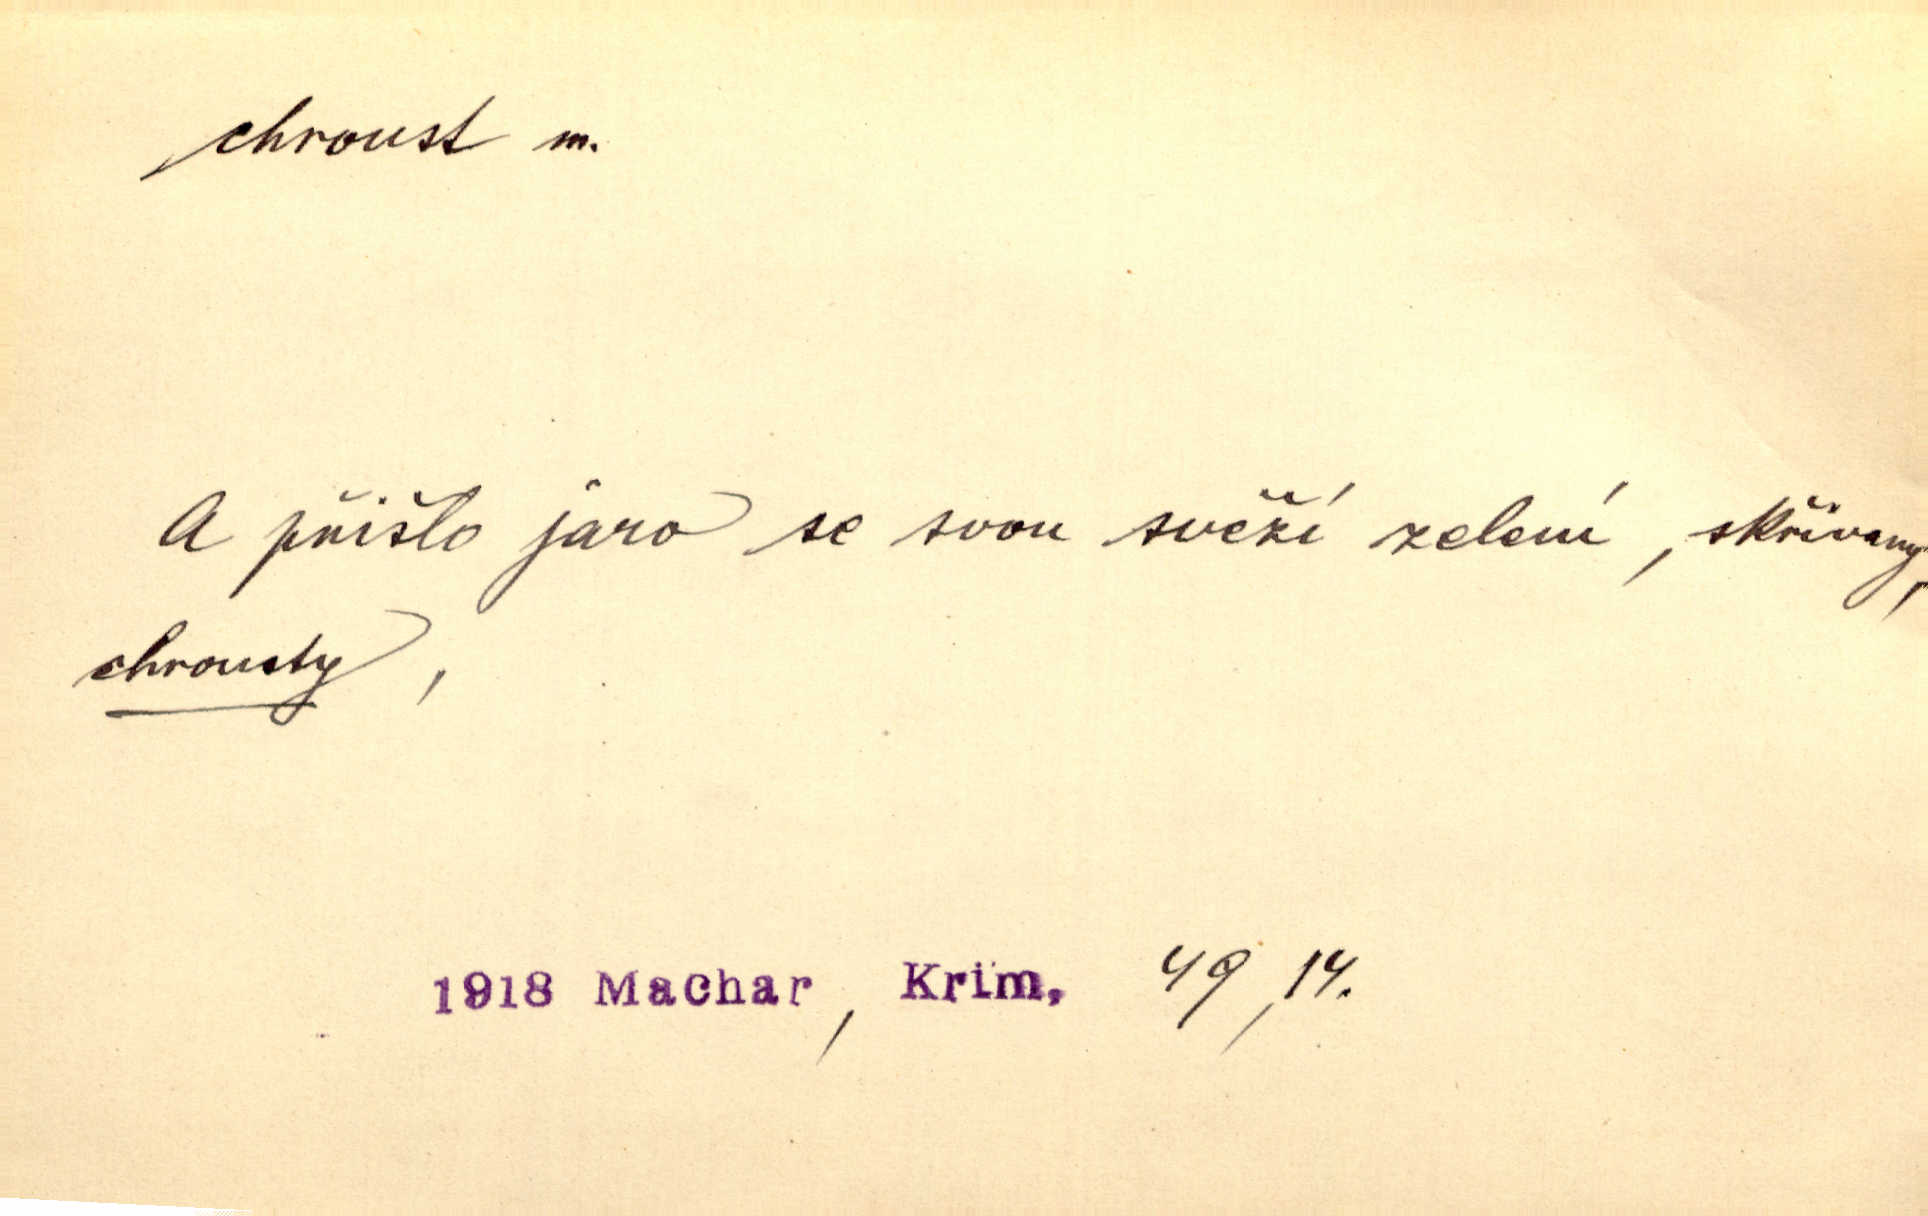 chroust m.
A přišlo jaro se svou svěží zelení, skřivany,
chrousty,
1918 Machar, Krim, 49, 14.